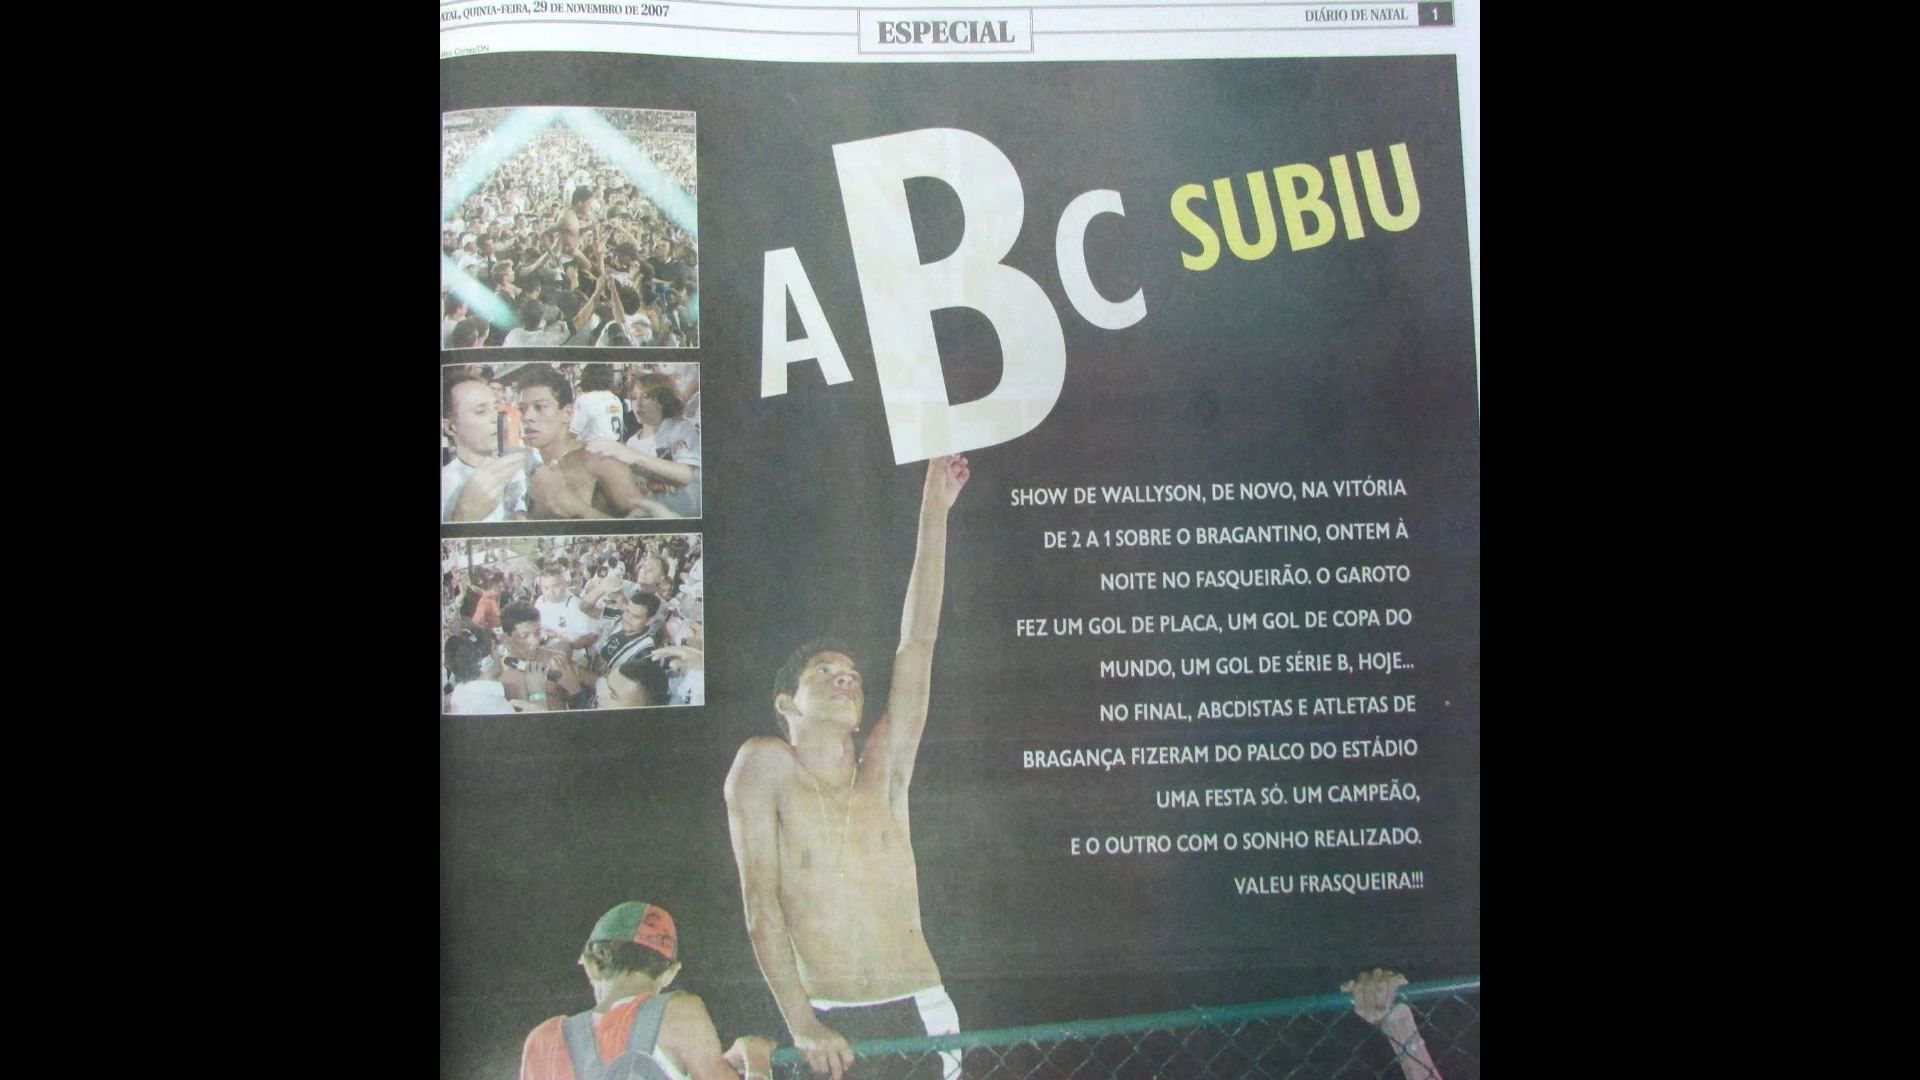 ATAL, QUINTA-FEIRA, 29 DE NOVEMBRO DE 2007
ESPECIAL
DIÁRIO DE NATAL 1
Cortes/DN
ABC SUBIU
SHOW DE WALLYSON, DE NOVO, NA VITÓRIA
DE 2 A 1 SOBRE O BRAGANTINO, ONTEM À
NOITE NO FASQUEIRÃO. O GAROTO
FEZ UM GOL DE PLACA, UM GOL DE COPA DO
MUNDO, UM GOL DE SÉRIE B, HOJE...
NO FINAL, ABCDISTAS E ATLETAS DE
BRAGANÇA FIZERAM DO PALCO DO ESTÁDIO
UMA FESTA SÓ. UM CAMPEÃO,
E O OUTRO COM O SONHO REALIZADO.
VALEU FRASQUEIRA!!!